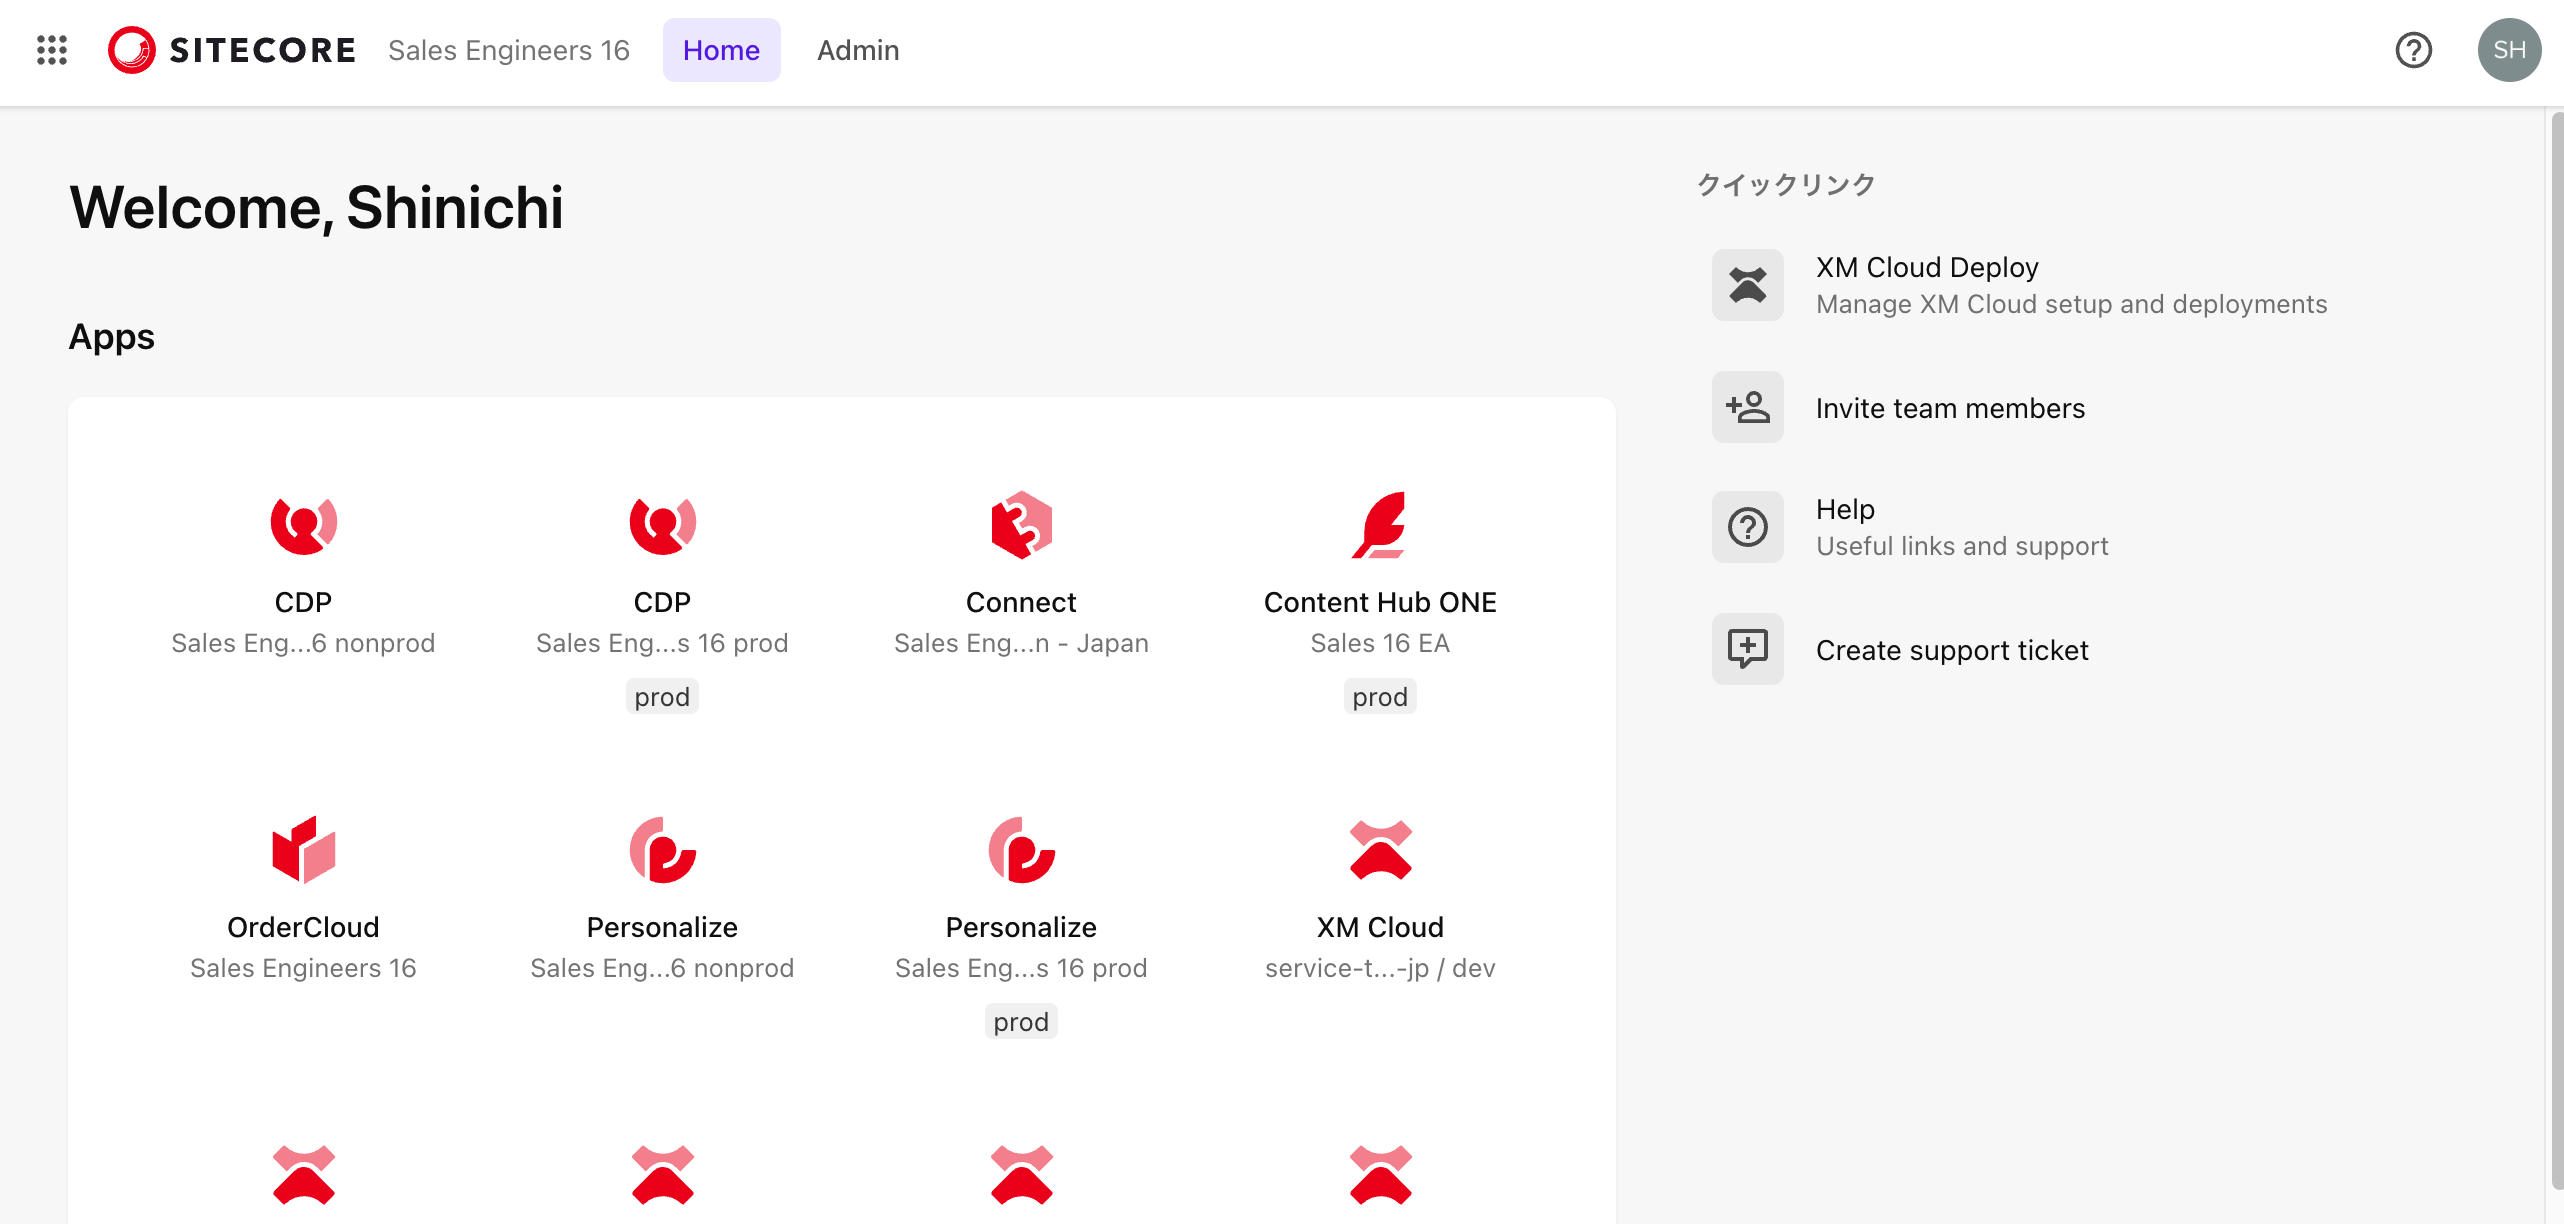 SITECORE Sales Engineers 16 Home Admin SH
Welcome, Shinichi
Apps
CDP
Sales Eng...6 nonprod
CDP
Sales Eng...s 16 prod
prod
Connect
Sales Eng...n - Japan
Content Hub ONE
Sales 16 EA
prod
OrderCloud
Sales Engineers 16
Personalize
Sales Eng...6 nonprod
Personalize
Sales Eng...s 16 prod
prod
XM Cloud
service-t...-jp / dev
クイックリンク
XM Cloud Deploy
Manage XM Cloud setup and deployments
Invite team members
Help
Useful links and support
Create support ticket